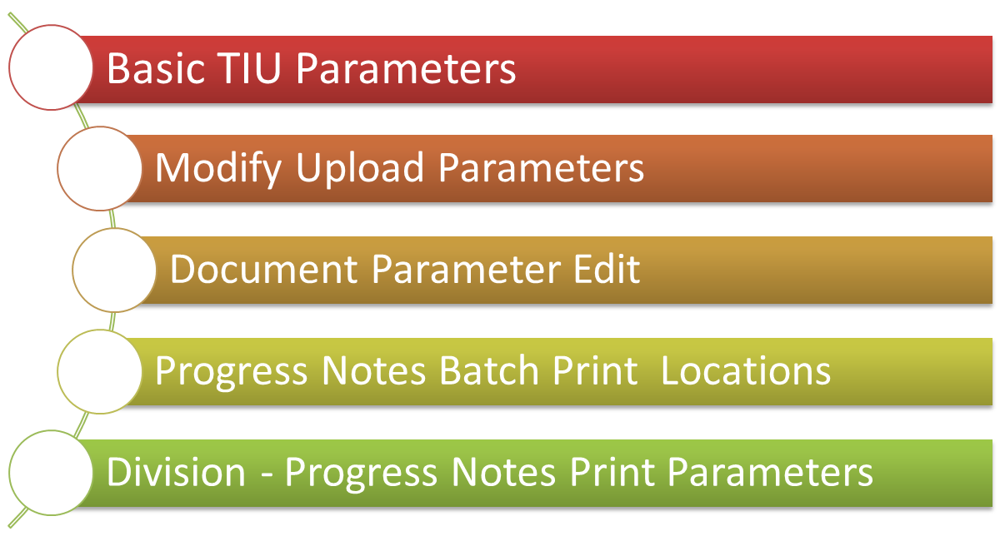 Basic TIU Parameters
Modify Upload Parameters
Document Parameter Edit
Progress Notes Batch Print  Locations
Division - Progress Notes Print Parameters